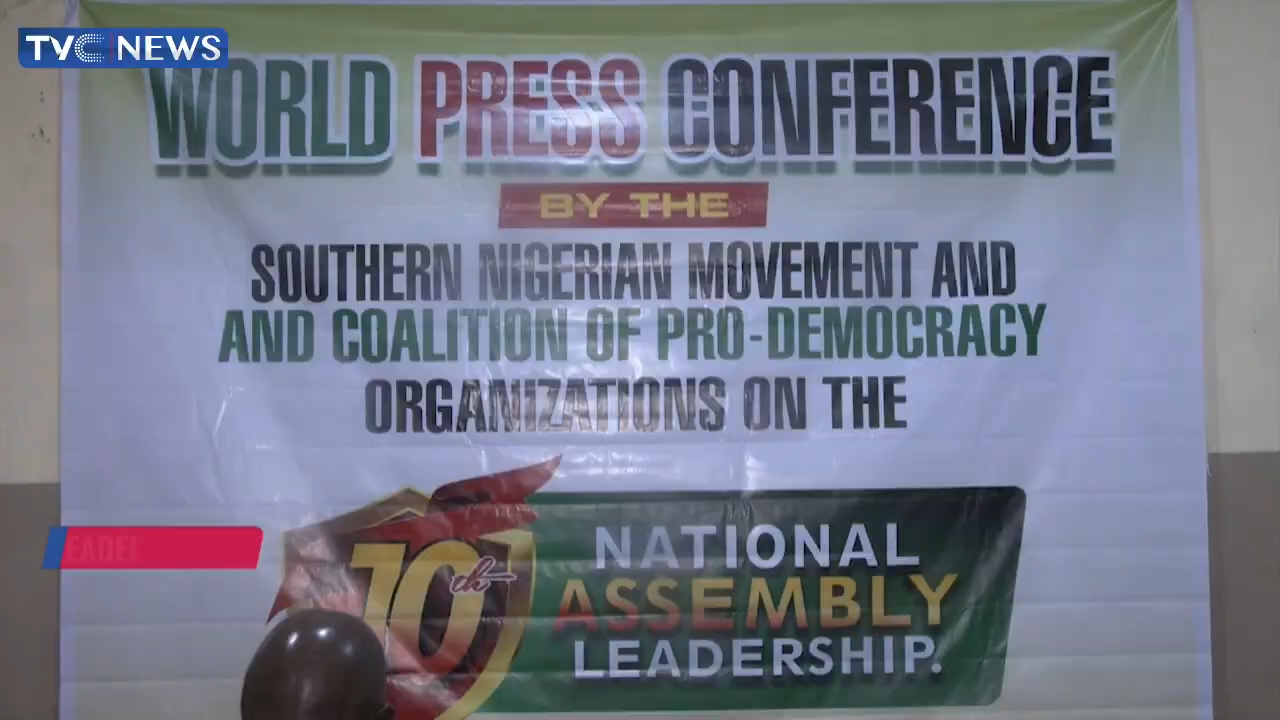 TVC NEWS
WORLD PRESS CONFERENCE
BY THE
SOUTHERN NIGERIAN MOVEMENT AND
AND COALITION OF PRO-DEMOCRACY
ORGANIZATIONS ON THE
10th
NATIONAL
ASSEMBLY
LEADERSHIP.